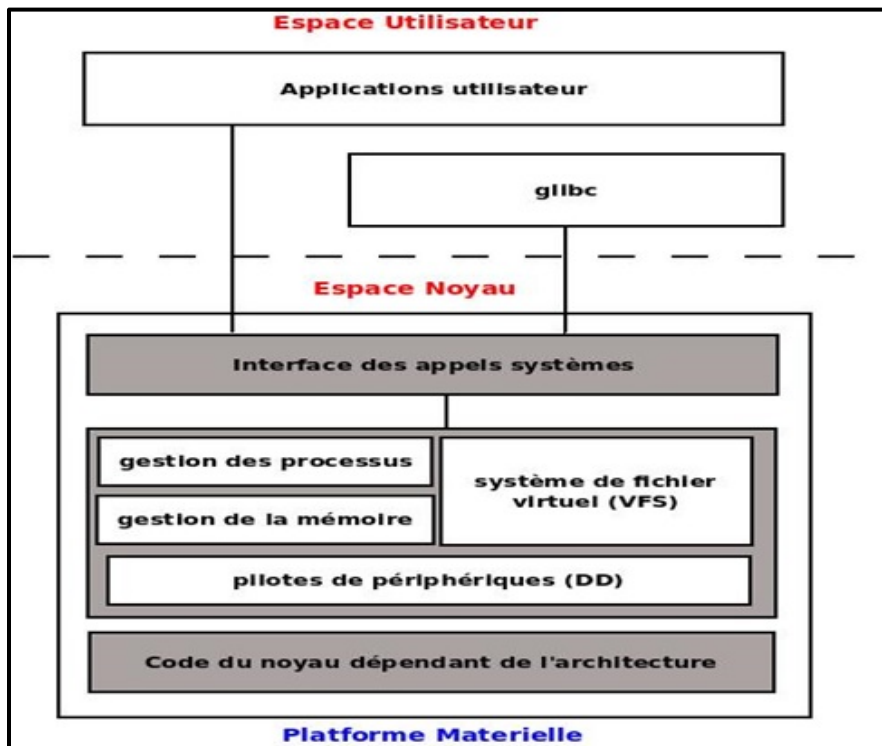 Espace Utilisateur
Applications utilisateur
glibc
Espace Noyau
Interface des appels systèmes
gestion des processus
système de fichier
virtuel (VFS)
gestion de la mémoire
pilotes de périphériques (DD)
Code du noyau dépendant de l'architecture
Platforme Materielle